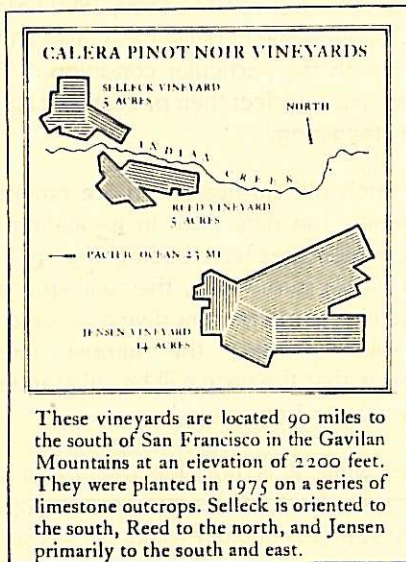 CALERA PINOT NOIR VINEYARDS
SELLECK VINEYARD
5 ACRES
NORTH
INDIAN CREEK
REED VINEYARD
5 ACRES
PACIFIC OCEAN 25 MI
JENSEN VINEYARD
14 ACRES
These vineyards are located 90 miles to
the south of San Francisco in the Gavilan
Mountains at an elevation of 2200 feet.
They were planted in 1975 on a series of
limestone outcrops. Selleck is oriented to
the south, Reed to the north, and Jensen
primarily to the south and east.